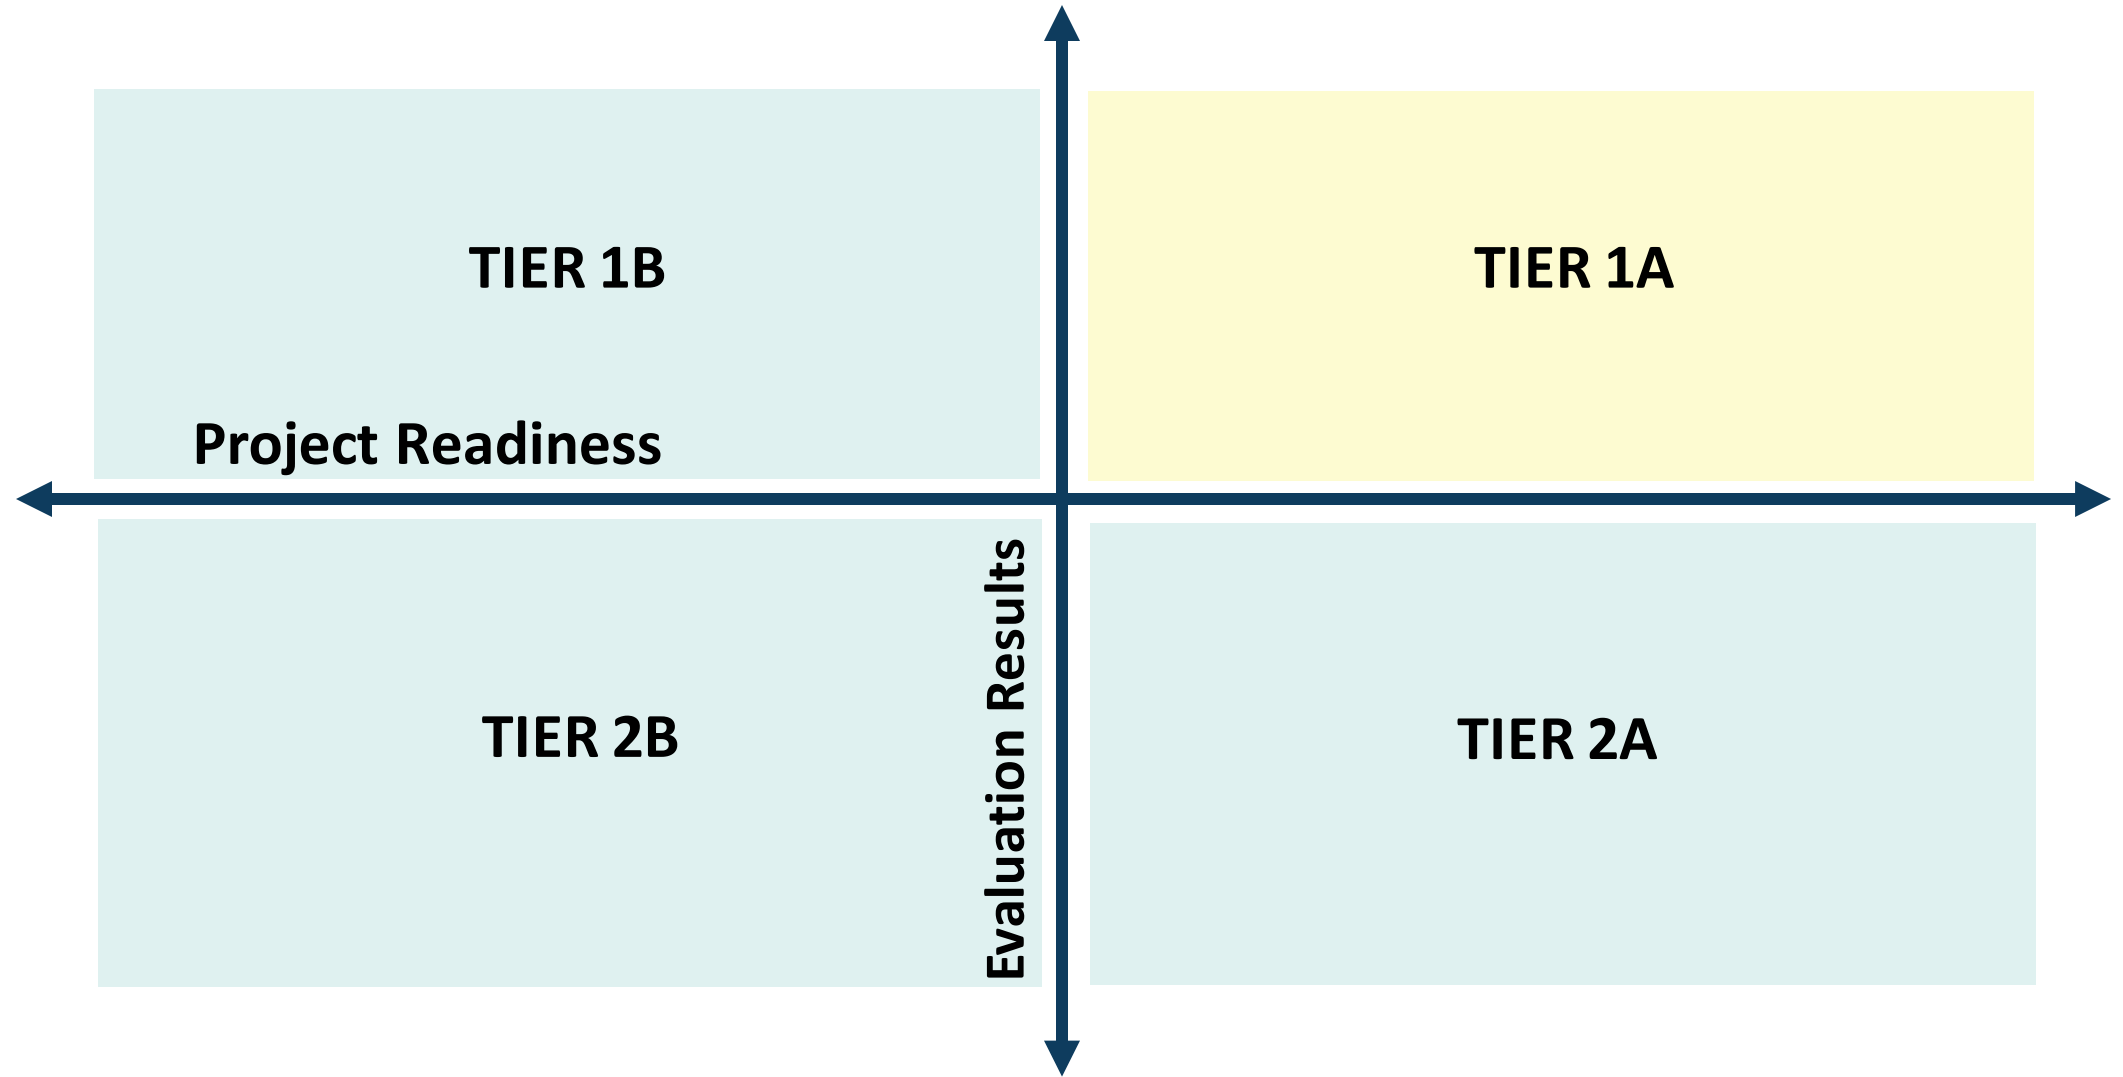 TIER 1B
TIER 1A
Project Readiness
Evaluation Results
TIER 2B
TIER 2A